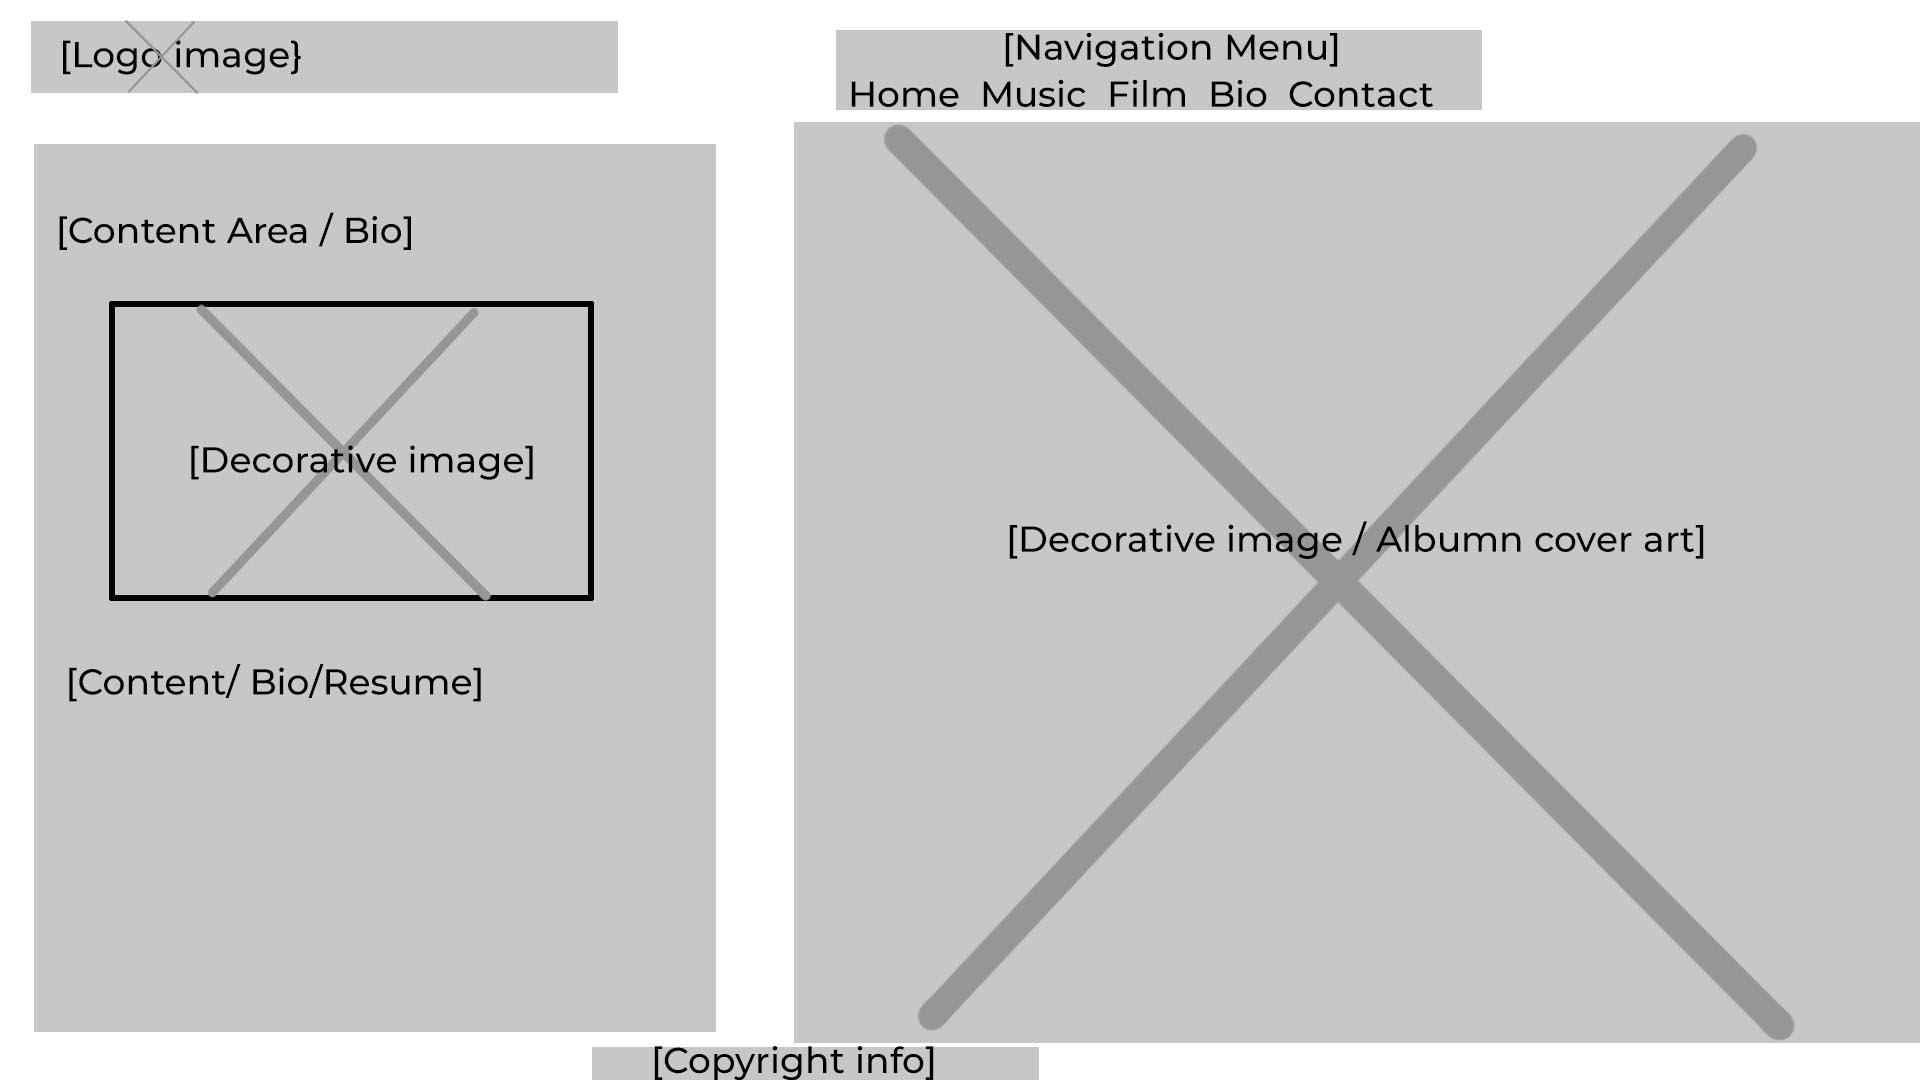 [Logo image}
[Navigation Menu]
Home Music Film Bio Contact
[Content Area / Bio]
[Decorative image]
[Content/ Bio/Resume]
[Decorative image / Albumn cover art]
[Copyright info]